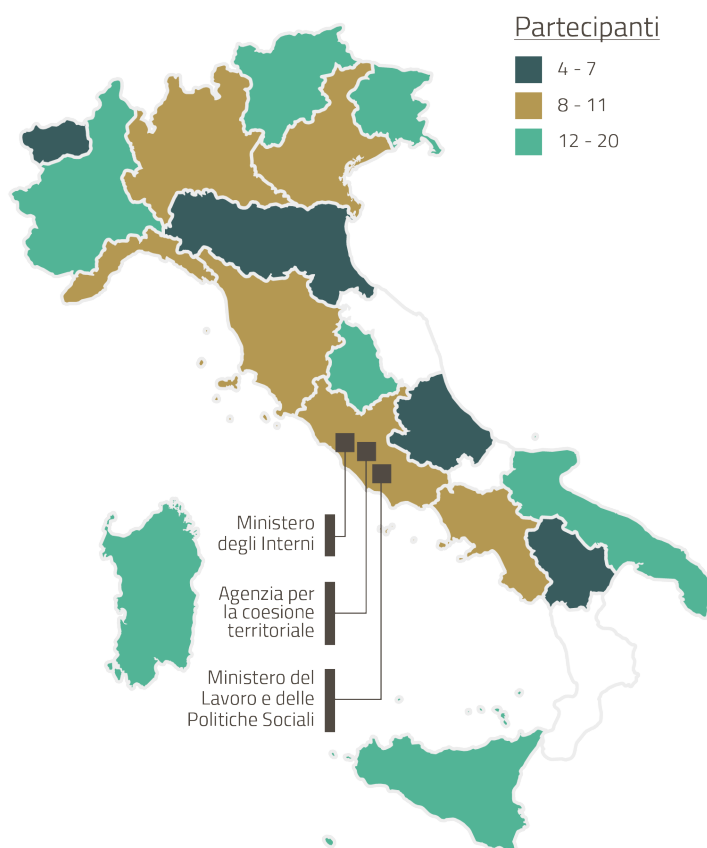 Partecipanti
4 - 7
8 - 11
12 - 20
Ministero
degli Interni
Agenzia per
la coesione
territoriale
Ministero del
Lavoro e delle
Politiche Sociali